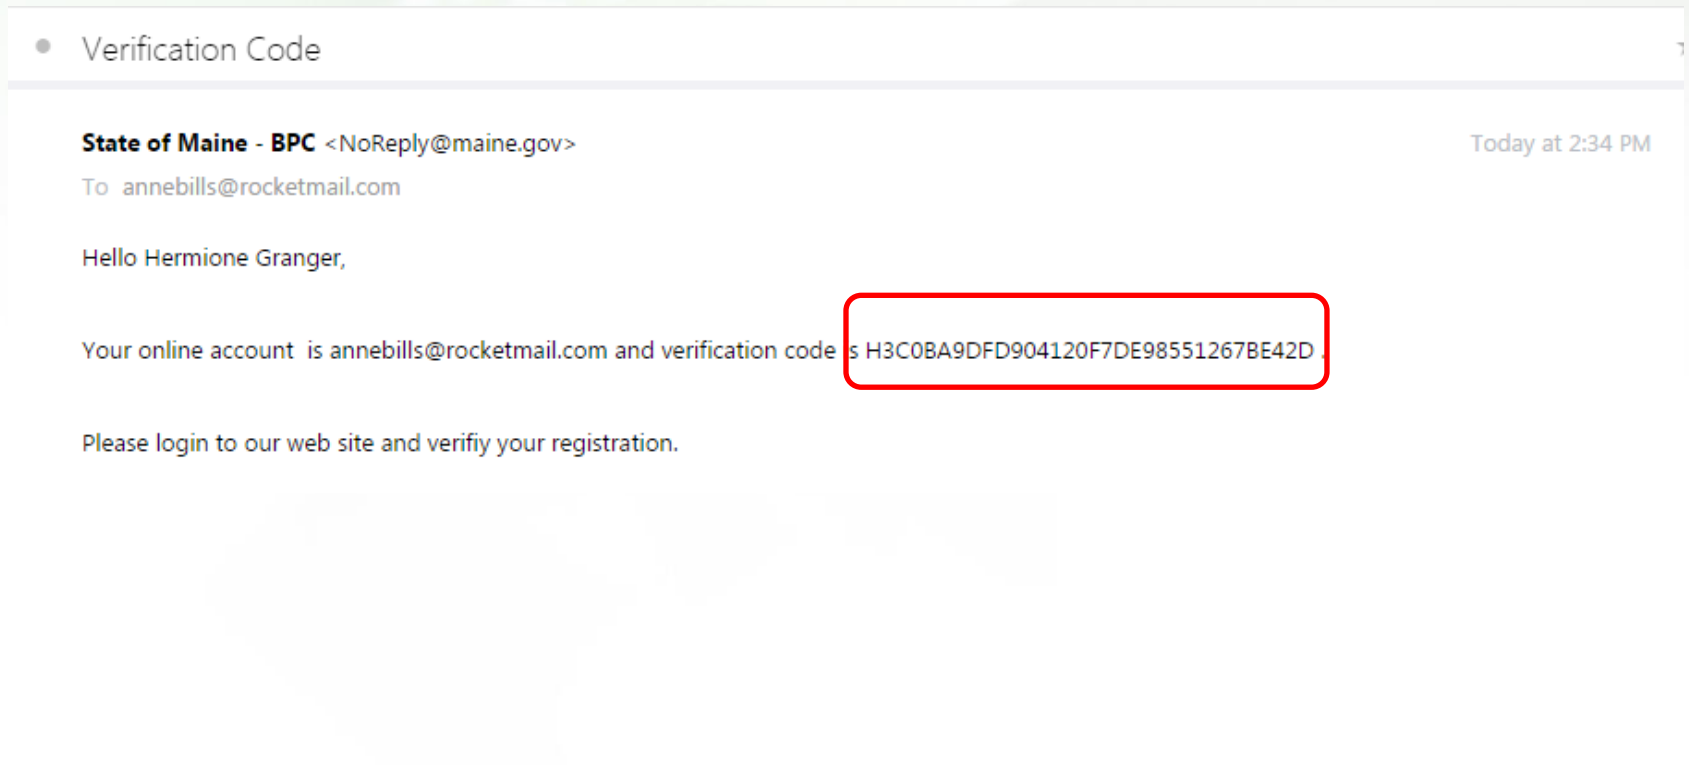 Verification Code
State of Maine - BPC <NoReply@maine.gov>
Today at 2:34 PM
To annebills@rocketmail.com
Hello Hermione Granger,
Your online account  is annebills@rocketmail.com and verification code is H3C0BA9DFD904120F7DE98551267BE42D .
Please login to our web site and verifiy your registration.